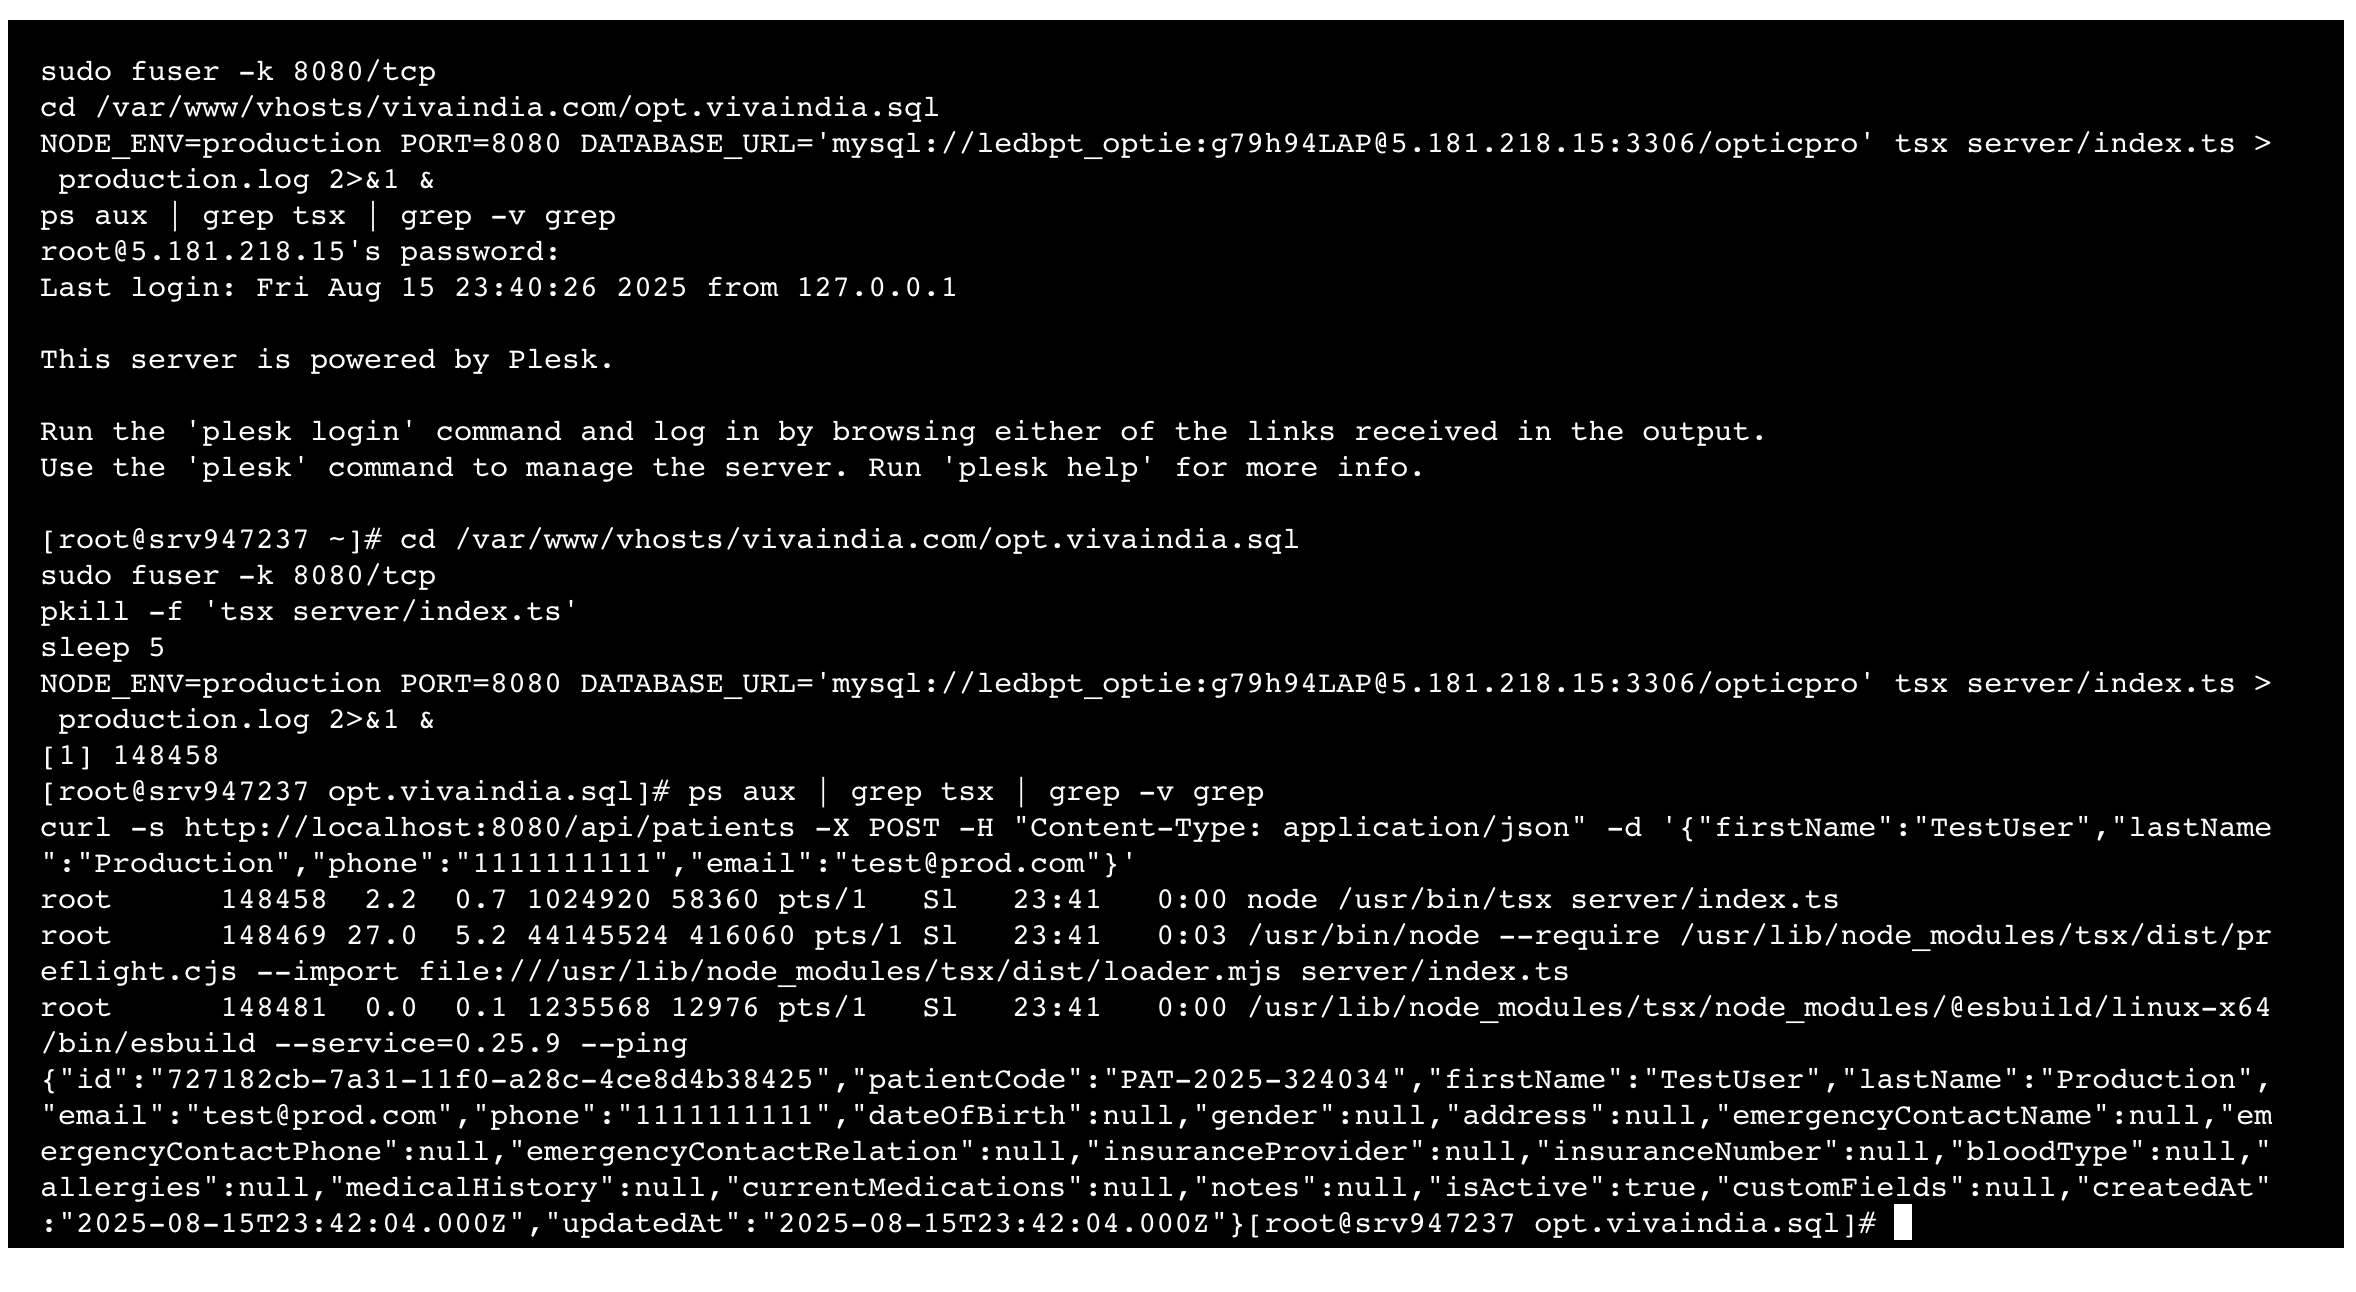 sudo fuser -k 8080/tcp
cd /var/www/vhosts/vivaindia.com/opt.vivaindia.sql
NODE_ENV=production PORT=8080 DATABASE_URL='mysql://ledbpt_optie:g79h94LAP@5.181.218.15:3306/opticpro' tsx server/index.ts >
 production.log 2>&1 &
ps aux | grep tsx | grep -v grep
root@5.181.218.15's password:
Last login: Fri Aug 15 23:40:26 2025 from 127.0.0.1
This server is powered by Plesk.
Run the 'plesk login' command and log in by browsing either of the links received in the output.
Use the 'plesk' command to manage the server. Run 'plesk help' for more info.
[root@srv947237 ~]# cd /var/www/vhosts/vivaindia.com/opt.vivaindia.sql
sudo fuser -k 8080/tcp
pkill -f 'tsx server/index.ts'
sleep 5
NODE_ENV=production PORT=8080 DATABASE_URL='mysql://ledbpt_optie:g79h94LAP@5.181.218.15:3306/opticpro' tsx server/index.ts >
 production.log 2>&1 &
[1] 148458
[root@srv947237 opt.vivaindia.sql]# ps aux | grep tsx | grep -v grep
curl -s http://localhost:8080/api/patients -X POST -H "Content-Type: application/json" -d '{"firstName":"TestUser","lastName
":"Production","phone":"1111111111","email":"test@prod.com"}'
root      148458  2.2  0.7 1024920 58360 pts/1   Sl   23:41   0:00 node /usr/bin/tsx server/index.ts
root      148469 27.0  5.2 44145524 416060 pts/1 Sl   23:41   0:03 /usr/bin/node --require /usr/lib/node_modules/tsx/dist/pr
eflight.cjs --import file:///usr/lib/node_modules/tsx/dist/loader.mjs server/index.ts
root      148481  0.0  0.1 1235568 12976 pts/1   Sl   23:41   0:00 /usr/lib/node_modules/tsx/node_modules/@esbuild/linux-x64
/bin/esbuild --service=0.25.9 --ping
{"id":"727182cb-7a31-11f0-a28c-4ce8d4b38425","patientCode":"PAT-2025-324034","firstName":"TestUser","lastName":"Production",
"email":"test@prod.com","phone":"1111111111","dateOfBirth":null,"gender":null,"address":null,"emergencyContactName":null,"em
ergencyContactPhone":null,"emergencyContactRelation":null,"insuranceProvider":null,"insuranceNumber":null,"bloodType":null,"
allergies":null,"medicalHistory":null,"currentMedications":null,"notes":null,"isActive":true,"customFields":null,"createdAt"
:"2025-08-15T23:42:04.000Z","updatedAt":"2025-08-15T23:42:04.000Z"}[root@srv947237 opt.vivaindia.sql]#